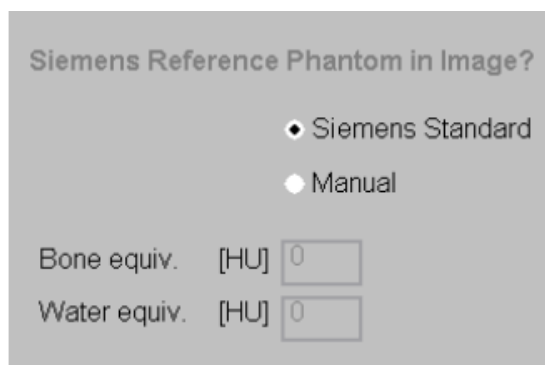 Siemens Reference Phantom in Image?
Siemens Standard
Manual
Bone equiv. [HU] 0
Water equiv. [HU] 0